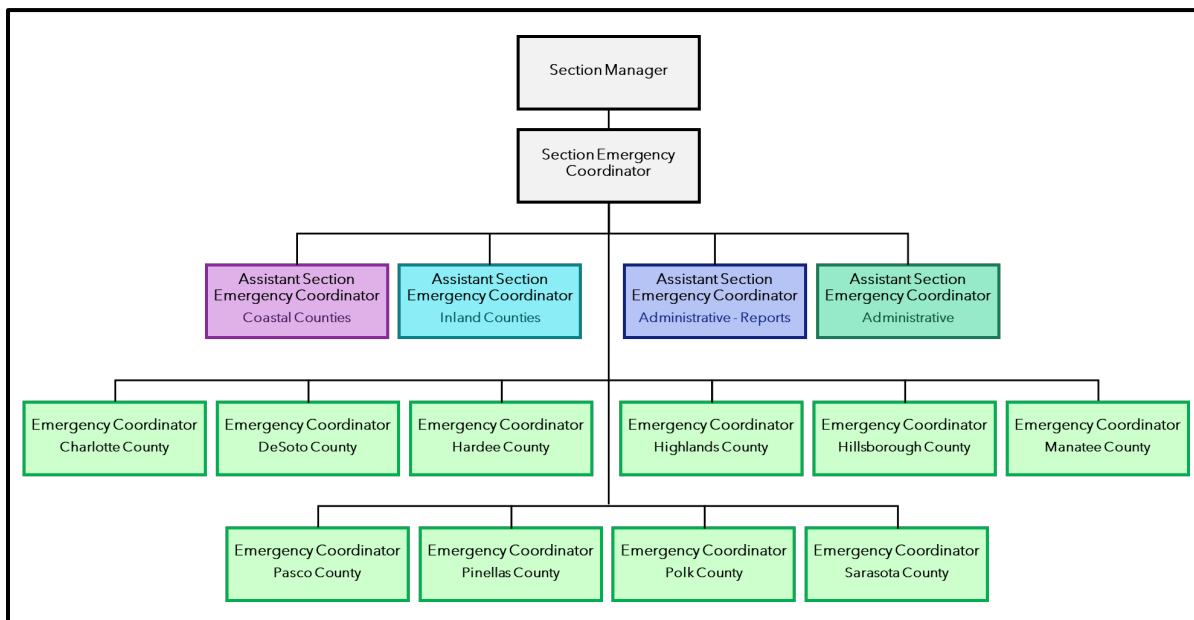 Section Manager
Section Emergency
Coordinator
Assistant Section
Emergency Coordinator
Coastal Counties
Assistant Section
Emergency Coordinator
Inland Counties
Assistant Section
Emergency Coordinator
Administrative - Reports
Assistant Section
Emergency Coordinator
Administrative
Emergency Coordinator
Charlotte County
Emergency Coordinator
DeSoto County
Emergency Coordinator
Hardee County
Emergency Coordinator
Highlands County
Emergency Coordinator
Hillsborough County
Emergency Coordinator
Manatee County
Emergency Coordinator
Pasco County
Emergency Coordinator
Pinellas County
Emergency Coordinator
Polk County
Emergency Coordinator
Sarasota County